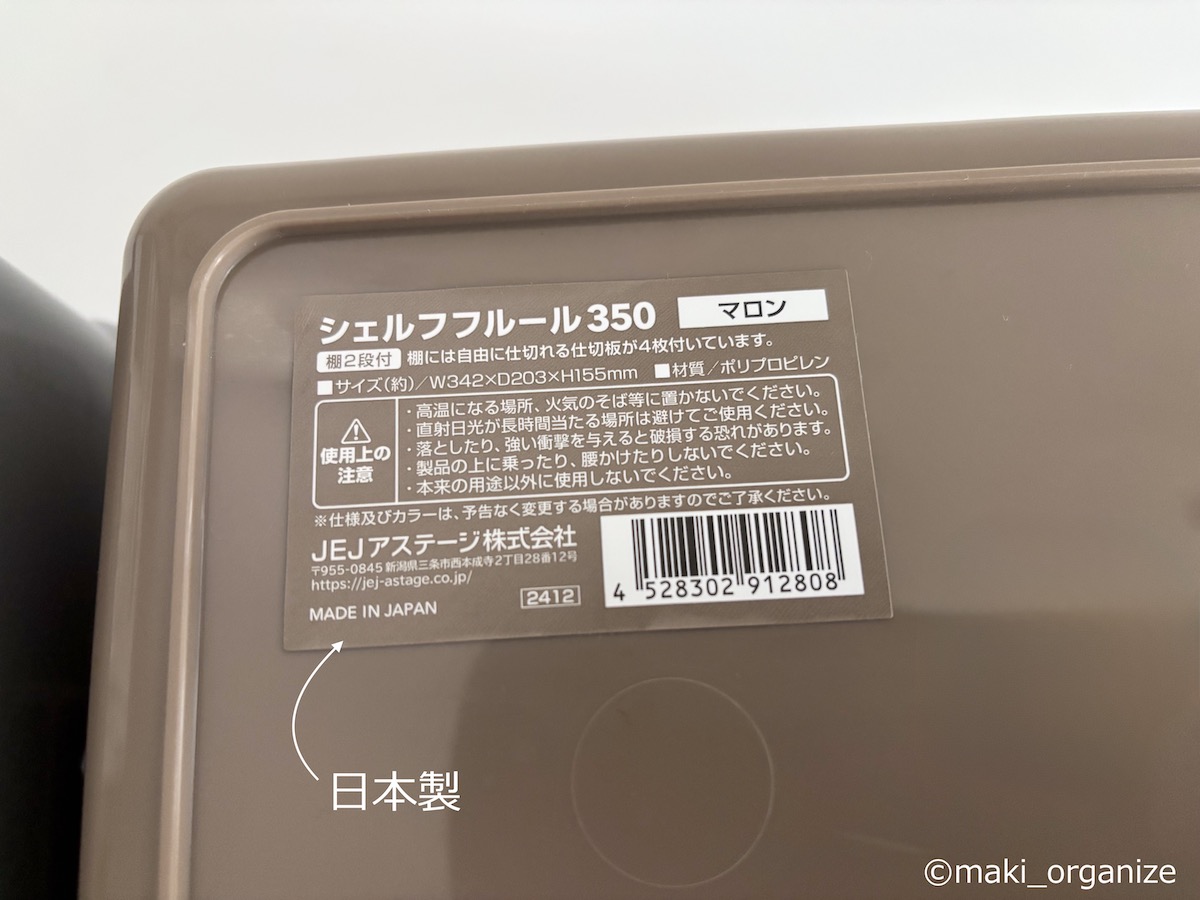 シェルフフルール350 マロン
棚2段付 棚には自由に仕切れる仕切板が4枚付いています。
■サイズ(約)/W342×D203×H155mm ■材質/ポリプロピレン
使用上の
注意
・高温になる場所、火気のそば等に置かないでください。
・直射日光が長時間当たる場所は避けてご使用ください。
・落としたり、強い衝撃を与えると破損する恐れがあります。
・製品の上に乗ったり、腰かけたりしないでください。
・本来の用途以外に使用しないでください。
※仕様及びカラーは、予告なく変更する場合がありますのでご了承ください。
JEJアステージ株式会社
〒955-0845 新潟県三条市西本成寺2丁目28番12号
https://jej-astage.co.jp/
MADE IN JAPAN 2412
4 528302 912808
日本製
©maki_organize